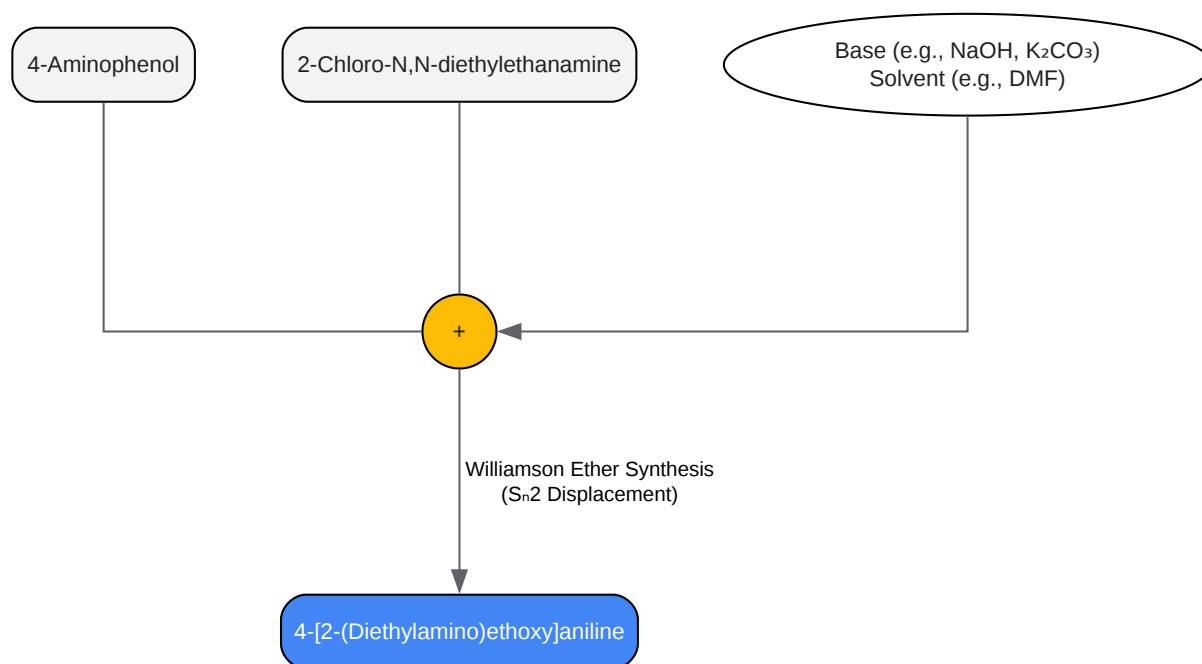 4-Aminophenol
2-Chloro-N,N-diethylethanamine
Base (e.g., NaOH, K₂CO₃)
Solvent (e.g., DMF)
+
Williamson Ether Synthesis
(Sₙ2 Displacement)
4-[2-(Diethylamino)ethoxy]aniline